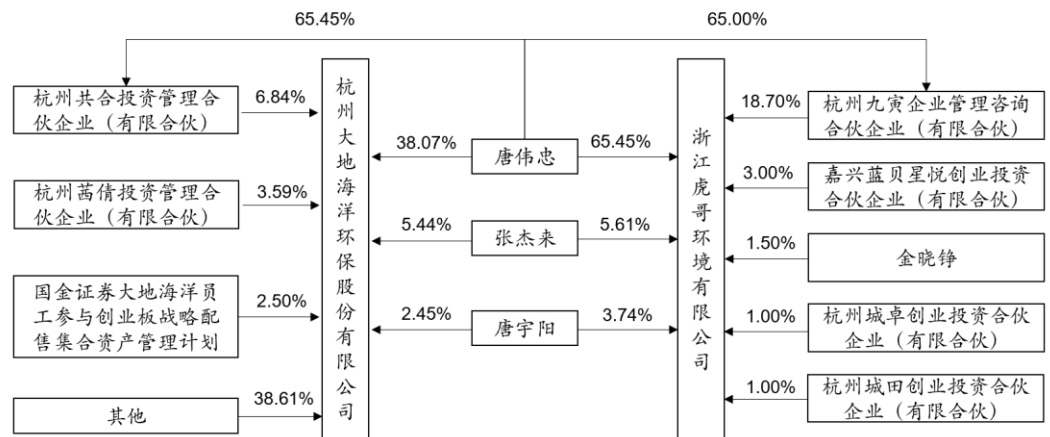 65.45%
65.00%
杭州共合投资管理合
伙企业（有限合伙）
6.84%
杭州茜倩投资管理合
伙企业（有限合伙）
3.59%
国金证券大地海洋员
工参与创业板战略配
售集合资产管理计划
2.50%
其他
38.61%
杭州大地海洋环保股份有限公司
38.07%
唐伟忠
65.45%
5.44%
张杰来
5.61%
2.45%
唐宇阳
3.74%
浙江虎哥环境有限公司
18.70%
杭州九寅企业管理咨询
合伙企业（有限合伙）
3.00%
嘉兴蓝贝星悦创业投资
合伙企业（有限合伙）
1.50%
金晓铮
1.00%
杭州城卓创业投资合伙
企业（有限合伙）
1.00%
杭州城田创业投资合伙
企业（有限合伙）